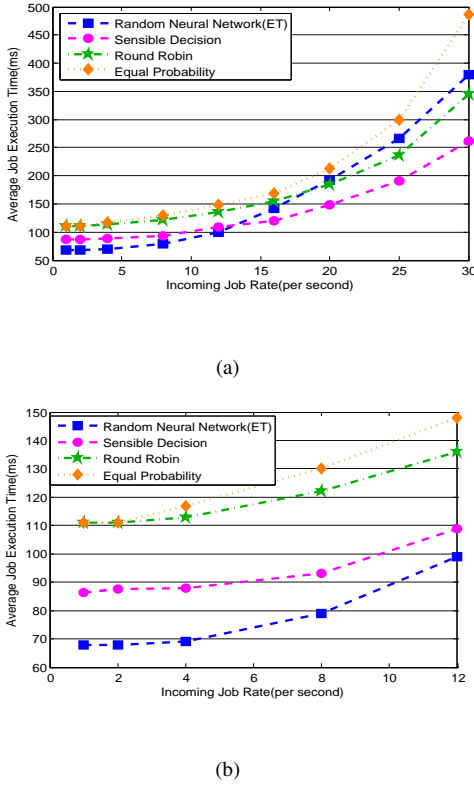 500
450
400
350
300
250
200
150
100
50
Average Job Execution Time(ms)
Random Neural Network(ET)
Sensible Decision
Round Robin
Equal Probability
0 5 10 15 20 25 30
Incoming Job Rate(per second)
(a)
150
140
130
120
110
100
90
80
70
60
Average Job Execution Time(ms)
Random Neural Network(ET)
Sensible Decision
Round Robin
Equal Probability
0 2 4 6 8 10 12
Incoming Job Rate(per second)
(b)